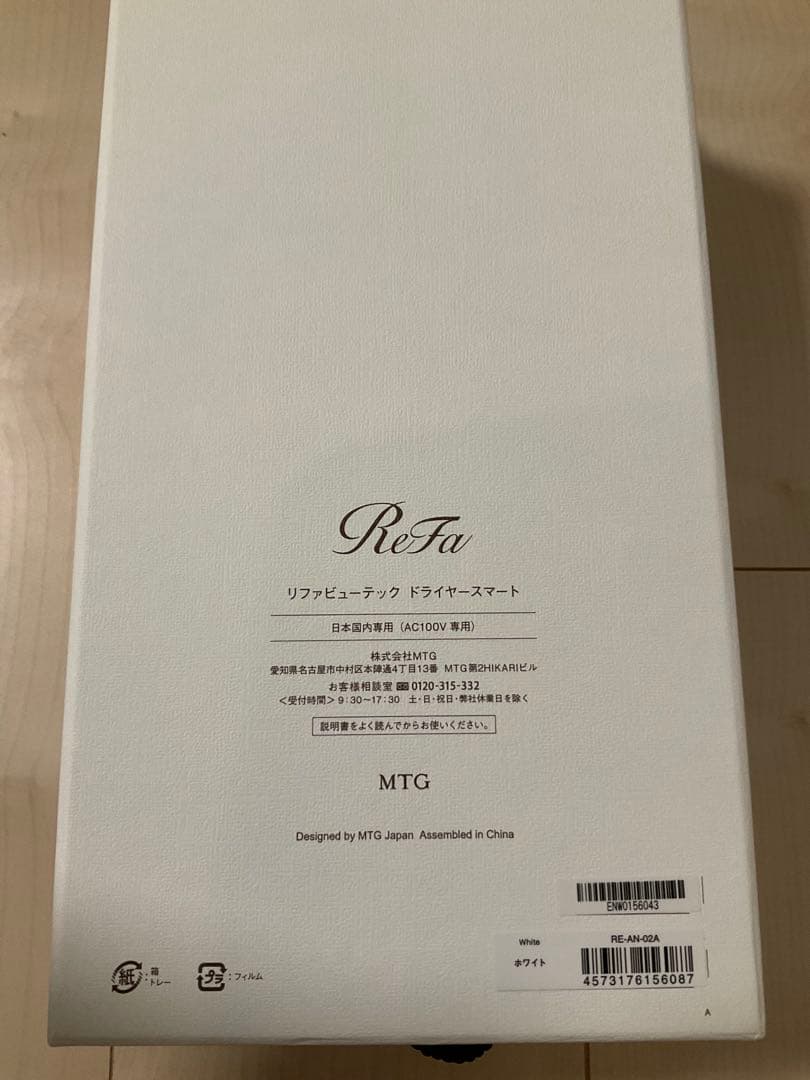 ReFa
リファビューテック ドライヤースマート
日本国内専用（AC100V 専用）
株式会社MTG
愛知県名古屋市中村区本陣通4丁目13番 MTG第2HIKARIビル
お客様相談室 0120-315-332
＜受付時間＞9:30〜17:30 土・日・祝日・弊社休業日を除く
説明書をよく読んでからお使いください。
MTG
Designed by MTG Japan Assembled in China
ENW0156043
White RE-AN-02A
ホワイト
4573176156087
紙：箱
トレー
プラ：フィルム
A